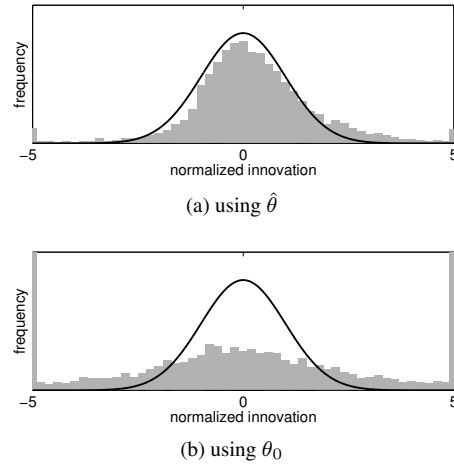 frequency
−5
0
5
normalized innovation
(a) using θ̂
frequency
−5
0
5
normalized innovation
(b) using θ₀